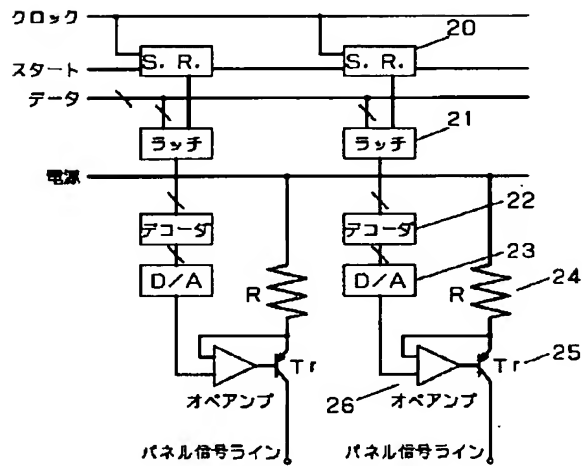 クロック
20
S. R.
S. R.
スタート
データ
21
ラッチ
ラッチ
電源
22
デコーダ
デコーダ
23
D/A
D/A
24
R
R
Tr
Tr
25
オペアンプ
26
オペアンプ
パネル信号ライン
パネル信号ライン